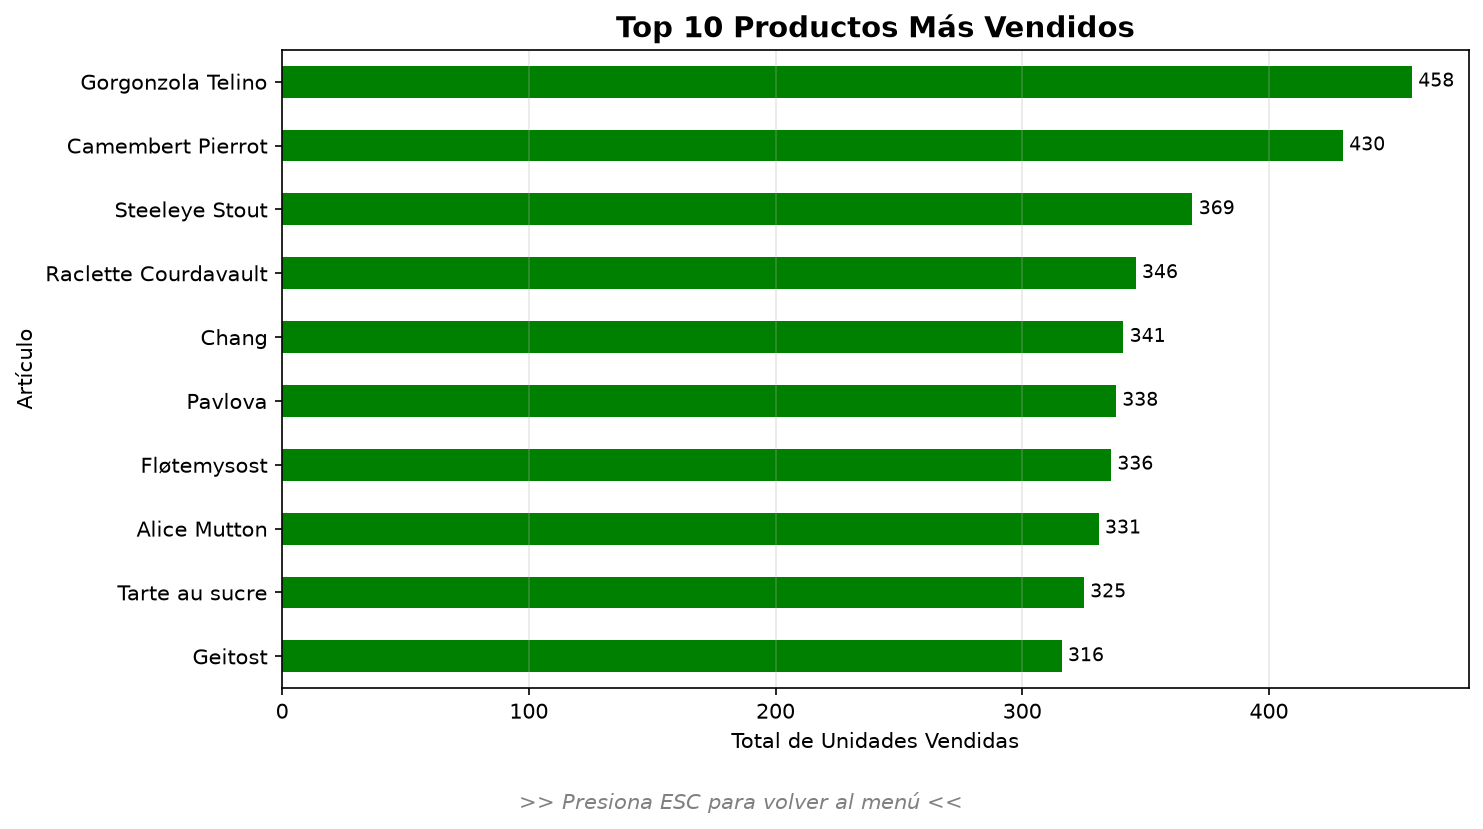 Top 10 Productos Más Vendidos
Gorgonzola Telino 458
Camembert Pierrot 430
Steeleye Stout 369
Raclette Courdavault 346
Chang 341
Pavlova 338
Fløtemysost 336
Alice Mutton 331
Tarte au sucre 325
Geitost 316
Artículo
0 100 200 300 400
Total de Unidades Vendidas
>> Presiona ESC para volver al menú <<